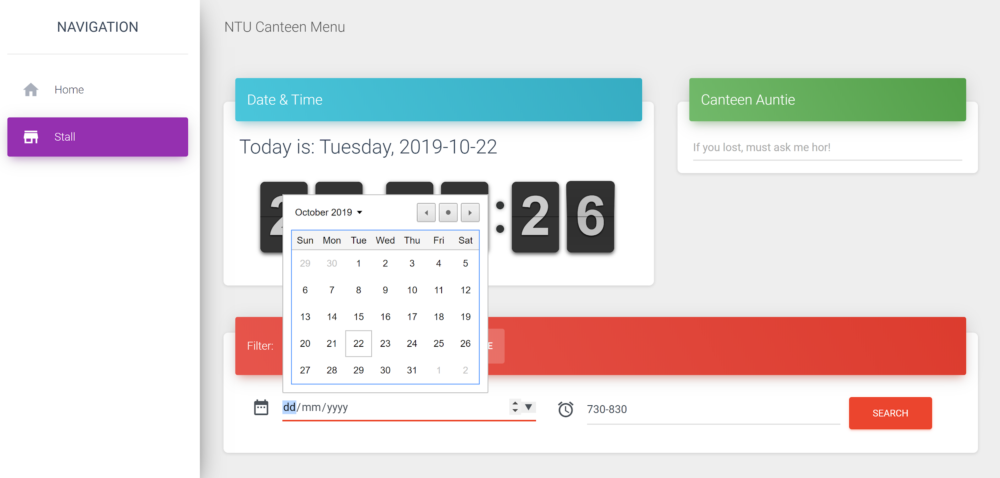 NAVIGATION
Home
Stall
NTU Canteen Menu
Date & Time
Today is: Tuesday, 2019-10-22
2
: 2 6
Canteen Auntie
If you lost, must ask me hor!
October 2019
Sun Mon Tue Wed Thu Fri Sat
29 30 1 2 3 4 5
6 7 8 9 10 11 12
13 14 15 16 17 18 19
20 21 22 23 24 25 26
27 28 29 30 31 1 2
Filter:
E
dd/mm/yyyy
730-830
SEARCH